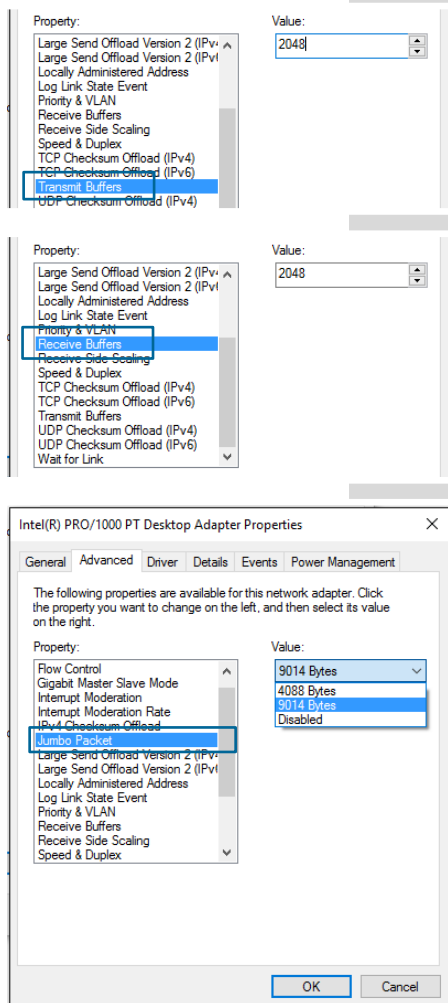 Property:
Value:
Large Send Offload Version 2 (IPv4
Large Send Offload Version 2 (IPv6
Locally Administered Address
Log Link State Event
Priority & VLAN
Receive Buffers
Receive Side Scaling
Speed & Duplex
TCP Checksum Offload (IPv4)
TCP Checksum Offload (IPv6)
Transmit Buffers
UDP Checksum Offload (IPv4)
2048
Property:
Value:
Large Send Offload Version 2 (IPv4
Large Send Offload Version 2 (IPv6
Locally Administered Address
Log Link State Event
Priority & VLAN
Receive Buffers
Receive Side Scaling
Speed & Duplex
TCP Checksum Offload (IPv4)
TCP Checksum Offload (IPv6)
Transmit Buffers
UDP Checksum Offload (IPv4)
UDP Checksum Offload (IPv6)
Wait for Link
2048
Intel(R) PRO/1000 PT Desktop Adapter Properties
General Advanced Driver Details Events Power Management
The following properties are available for this network adapter. Click
the property you want to change on the left, and then select its value
on the right.
Property:
Value:
Flow Control
Gigabit Master Slave Mode
Interrupt Moderation
Interrupt Moderation Rate
IPv4 Checksum Offload
Jumbo Packet
Large Send Offload Version 2 (IPv4
Large Send Offload Version 2 (IPv6
Locally Administered Address
Log Link State Event
Priority & VLAN
Receive Buffers
Receive Side Scaling
Speed & Duplex
9014 Bytes
4088 Bytes
9014 Bytes
Disabled
OK Cancel